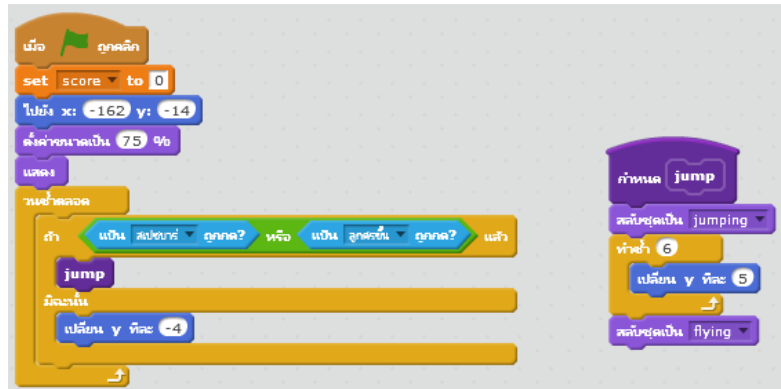 เมื่อ ถูกคลิก
set score to 0
ไปยัง x: -162 y: -14
ตั้งค่าขนาดเป็น 75 %
แสดง
วนซ้ำตลอด
ถ้า แป้น สเปซบาร์ ถูกกด? หรือ แป้น ลูกศรขึ้น ถูกกด? แล้ว
jump
มิฉะนั้น
เปลี่ยน y ทีละ -4
กำหนด jump
สลับชุดเป็น jumping
ทำซ้ำ 6
เปลี่ยน y ทีละ 5
สลับชุดเป็น flying